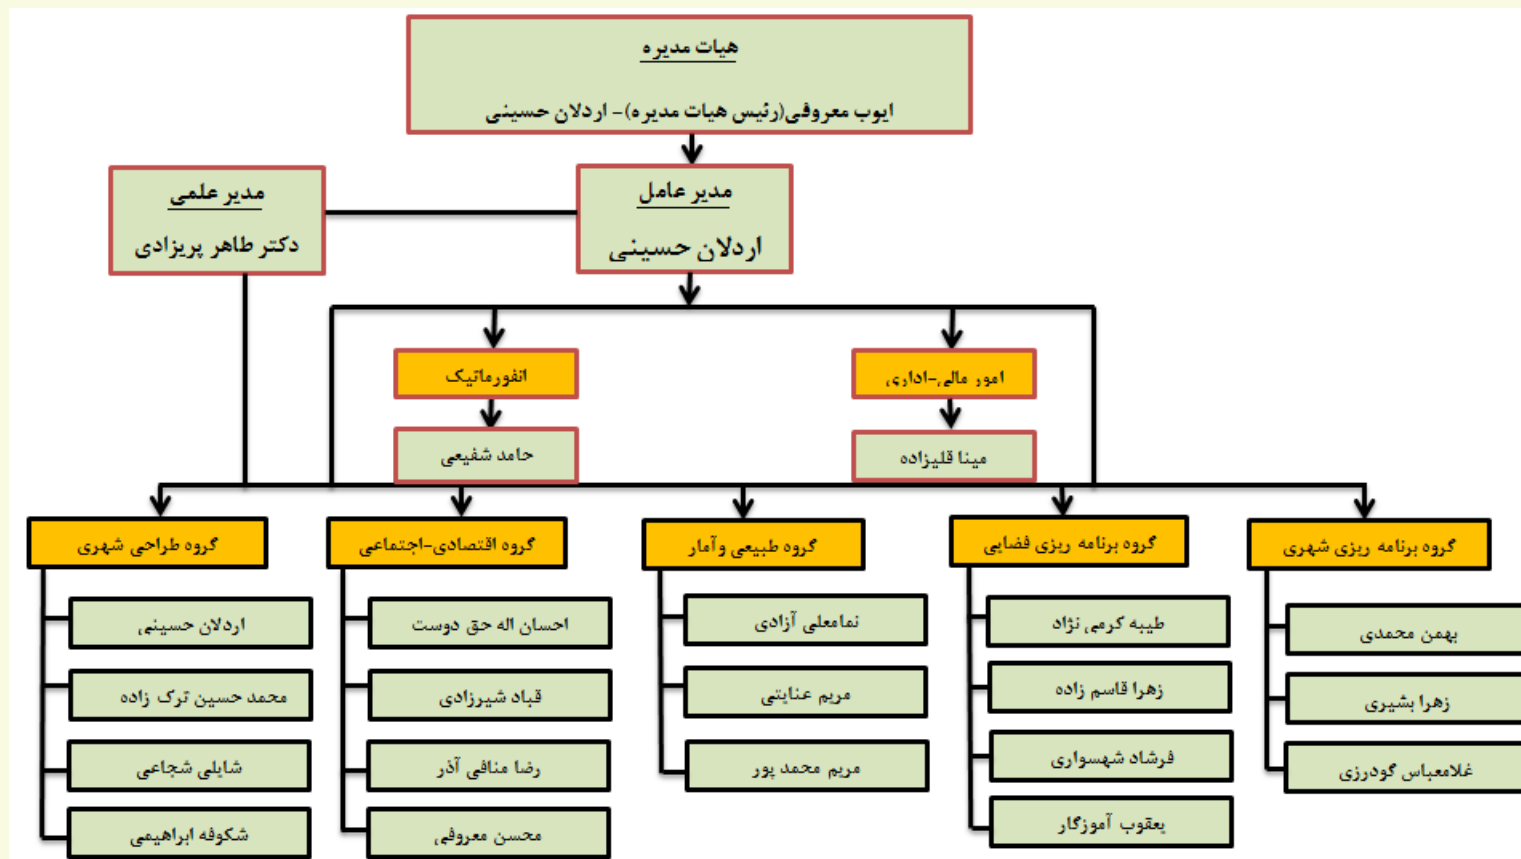 هیات مدیره
ایوب معروفی(رئیس هیات مدیره)- اردلان حسینی
مدیر عامل
اردلان حسینی
مدیر علمی
دکتر طاهر پریزادی
امور مالی-اداری
مینا قلیزاده
انفورماتیک
حامد شفیعی
گروه برنامه ریزی شهری
بهمن محمدی
زهرا بشیری
غلامعباس گودرزی
گروه برنامه ریزی فضایی
طیبه کرمی نژاد
زهرا قاسم زاده
فرشاد شهسواری
یعقوب آموزگار
گروه طبیعی وآمار
نمامعلی آزادی
مریم عنایتی
مریم محمد پور
گروه اقتصادی-اجتماعی
احسان اله حق دوست
قباد شیرزادی
رضا منافی آذر
محسن معروفی
گروه طراحی شهری
اردلان حسینی
محمد حسین ترک زاده
شایلی شجاعی
شکوفه ابراهیمی